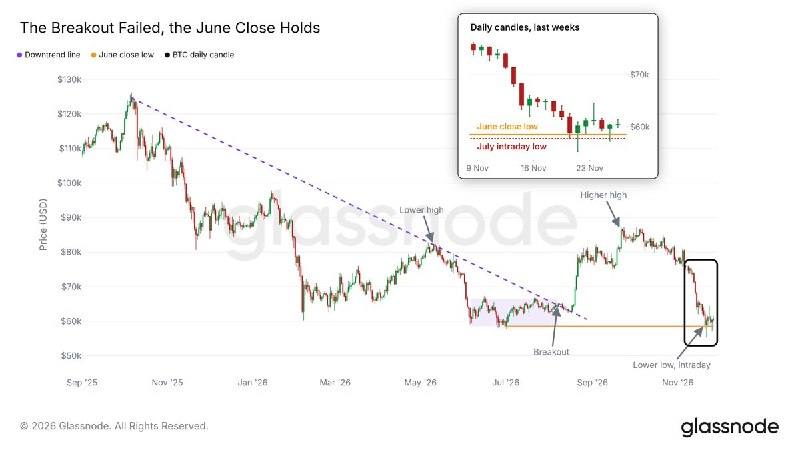 The Breakout Failed, the June Close Holds
Downtrend line June close low BTC daily candle
Daily candles, last weeks
$70k
$60k
June close low
July intraday low
9 Nov 16 Nov 23 Nov
$130k
$120k
$110k
$100k
$90k
$80k
$70k
$60k
$50k
Price (USD)
glassnode
Lower high
Higher high
Breakout
Lower low, intraday
Sep '25 Nov '25 Jan '26 Mar '26 May '26 Jul '26 Sep '26 Nov '26
© 2026 Glassnode. All Rights Reserved.
glassnode